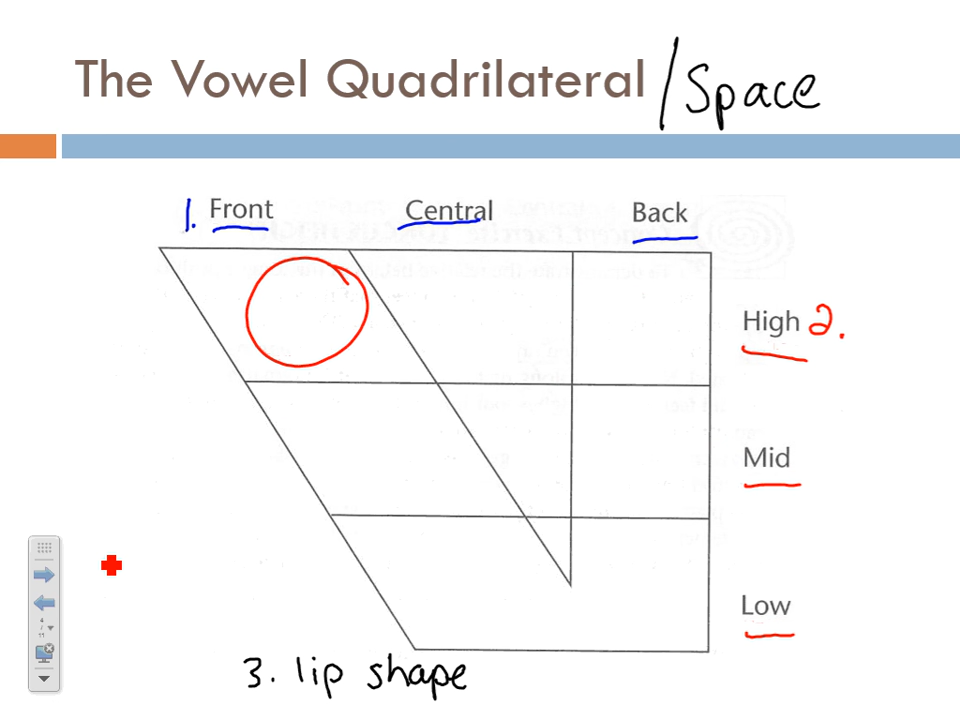 The Vowel Quadrilateral / Space
1. Front Central Back
High 2.
Mid
Low
3. lip shape